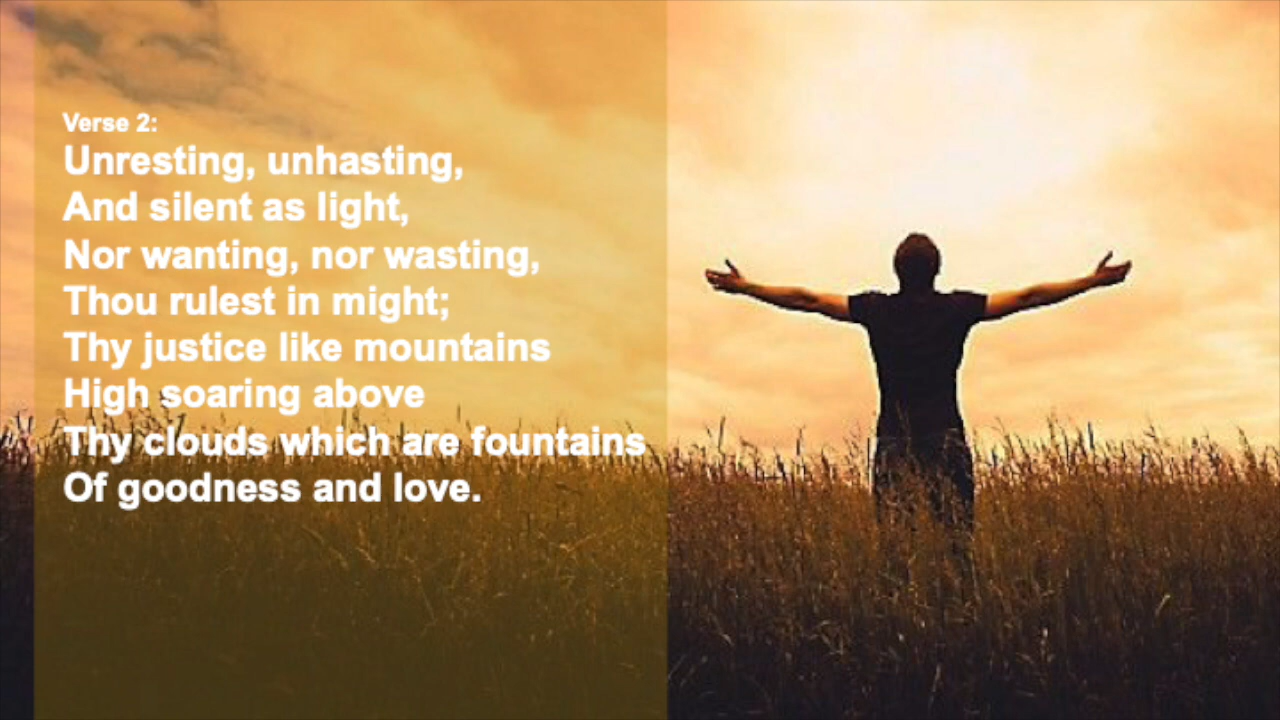 Verse 2:
Unresting, unhasting,
And silent as light,
Nor wanting, nor wasting,
Thou rulest in might;
Thy justice like mountains
High soaring above
Thy clouds which are fountains
Of goodness and love.